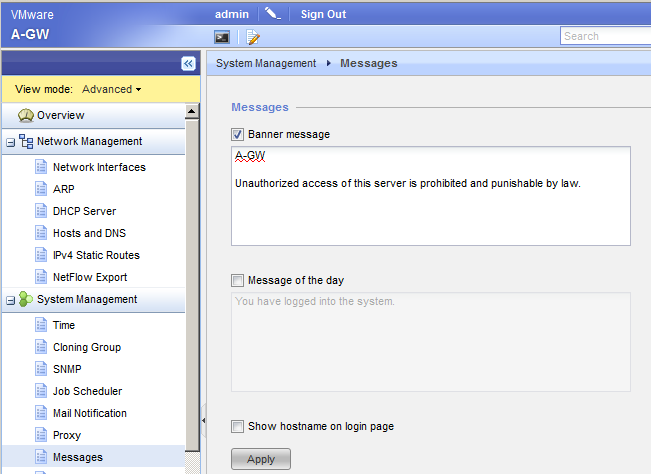 VMware
A-GW
admin
Sign Out
Search
View mode: Advanced
Overview
Network Management
Network Interfaces
ARP
DHCP Server
Hosts and DNS
IPv4 Static Routes
NetFlow Export
System Management
Time
Cloning Group
SNMP
Job Scheduler
Mail Notification
Proxy
Messages
System Management Messages
Messages
Banner message
A-GW
Unauthorized access of this server is prohibited and punishable by law.
Message of the day
You have logged into the system.
Show hostname on login page
Apply